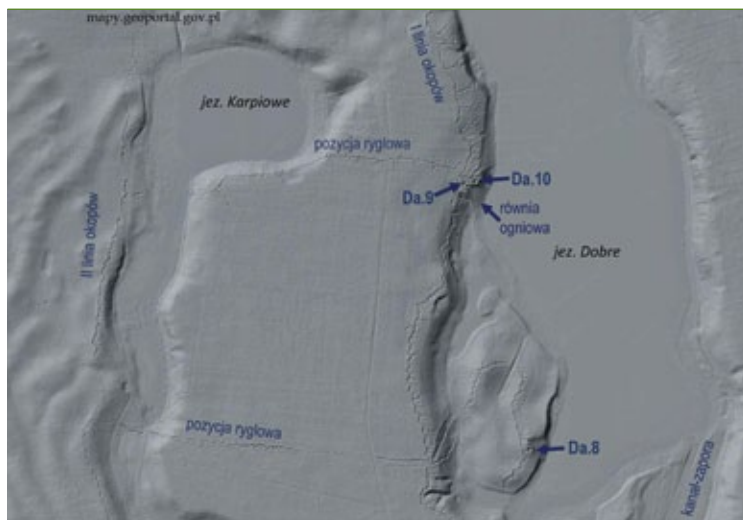 mapy.geoportal.gov.pl
I linia okopów
jez. Karpiowe
pozycja ryglowa
Da.10
Da.9
równia
ogniowa
II linia okopów
jez. Dobre
pozycja ryglowa
Da.8
kanał-zapora